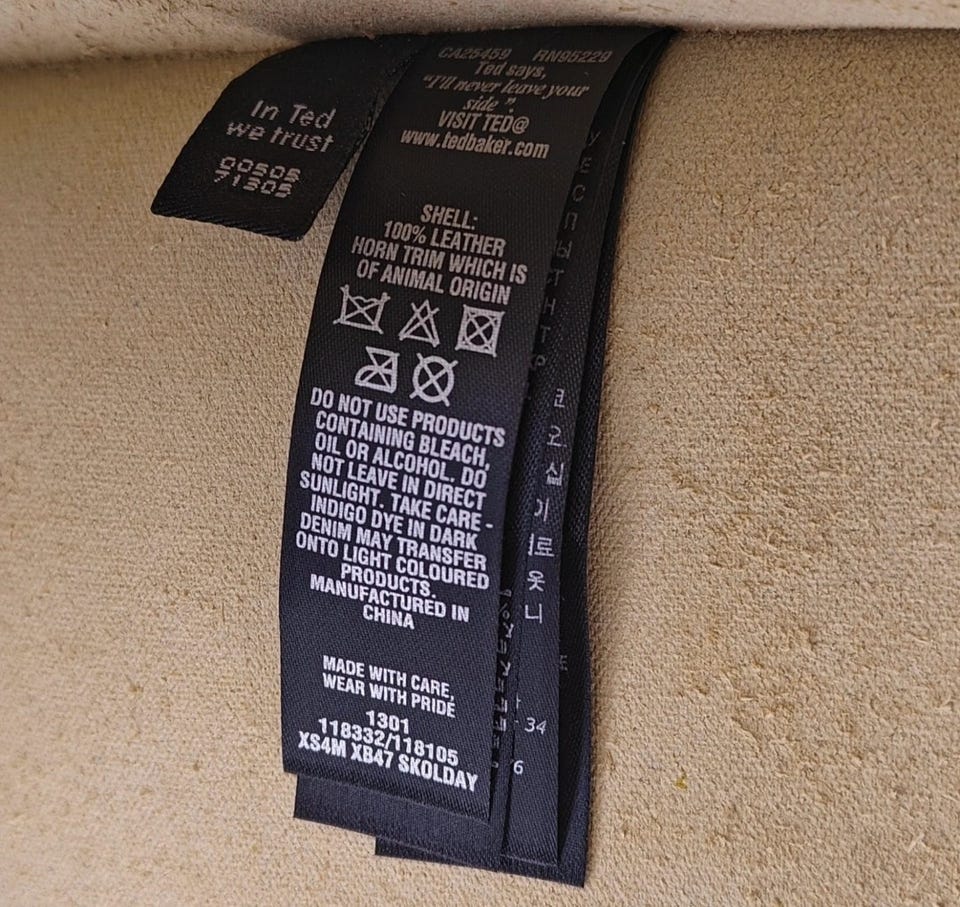 In Ted
we trust
CA25459 RN95229
Ted says,
"I'll never leave your
side".
VISIT TED@
www.tedbaker.com
SHELL:
100% LEATHER
HORN TRIM WHICH IS
OF ANIMAL ORIGIN
DO NOT USE PRODUCTS
CONTAINING BLEACH,
OIL OR ALCOHOL. DO
NOT LEAVE IN DIRECT
SUNLIGHT. TAKE CARE -
INDIGO DYE IN DARK
DENIM MAY TRANSFER
ONTO LIGHT COLOURED
PRODUCTS.
MANUFACTURED IN
CHINA
MADE WITH CARE,
WEAR WITH PRIDE
1301
118332/118105
XS4M XB47 SKOLDAY
34
6